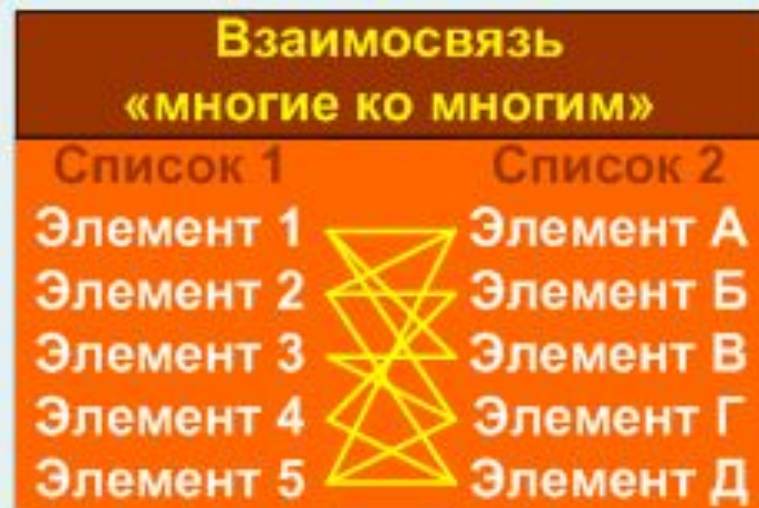 Взаимосвязь
«многие ко многим»
Список 1 Список 2
Элемент 1 Элемент А
Элемент 2 Элемент Б
Элемент 3 Элемент В
Элемент 4 Элемент Г
Элемент 5 Элемент Д